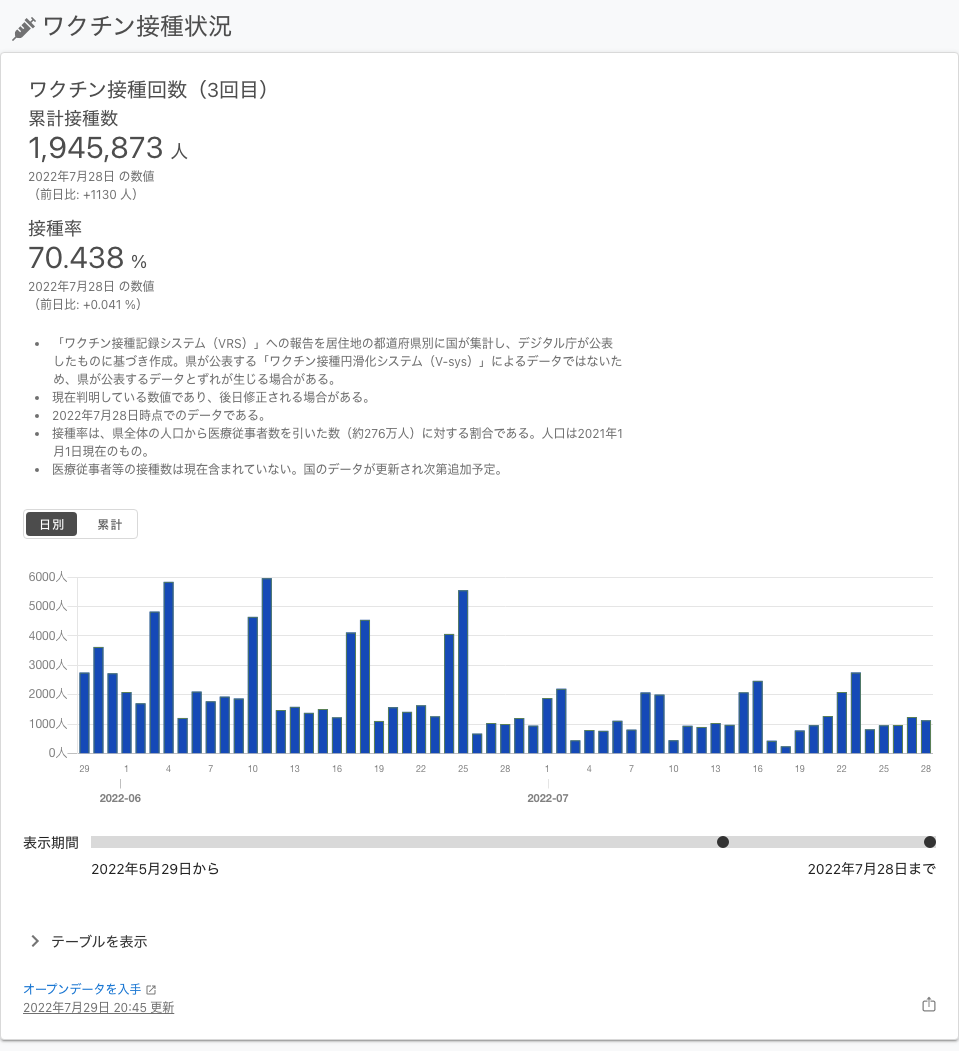 ワクチン接種状況
ワクチン接種回数（3回目）
累計接種数
1,945,873 人
2022年7月28日 の数値
（前日比: +1130 人）
接種率
70.438 %
2022年7月28日 の数値
（前日比: +0.041 %）
• 「ワクチン接種記録システム（VRS）」への報告を居住地の都道府県別に国が集計し、デジタル庁が公表
したものに基づき作成。県が公表する「ワクチン接種円滑化システム（V-sys）」によるデータではないた
め、県が公表するデータとずれが生じる場合がある。
• 現在判明している数値であり、後日修正される場合がある。
• 2022年7月28日時点でのデータである。
• 接種率は、県全体の人口から医療従事者数を引いた数（約276万人）に対する割合である。人口は2021年1
月1日現在のもの。
• 医療従事者等の接種数は現在含まれていない。国のデータが更新され次第追加予定。
日別 累計
6000人
5000人
4000人
3000人
2000人
1000人
0人
29 1 4 7 10 13 16 19 22 25 28 1 4 7 10 13 16 19 22 25 28
2022-06 2022-07
表示期間
2022年5月29日から 2022年7月28日まで
テーブルを表示
オープンデータを入手
2022年7月29日 20:45 更新